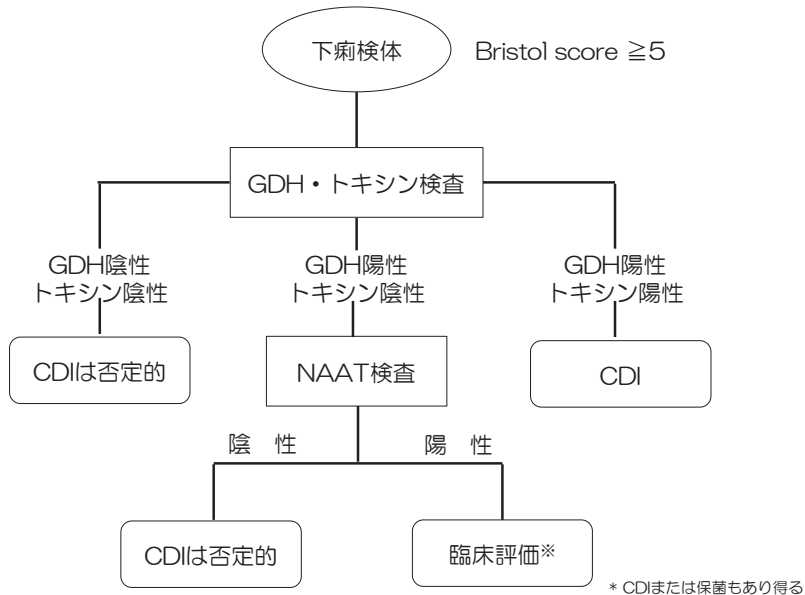 下痢検体
Bristol score ≧5
GDH・トキシン検査
GDH陰性
トキシン陰性
GDH陽性
トキシン陰性
GDH陽性
トキシン陽性
CDIは否定的
NAAT検査
CDI
陰 性
陽 性
CDIは否定的
臨床評価※
* CDIまたは保菌もあり得る